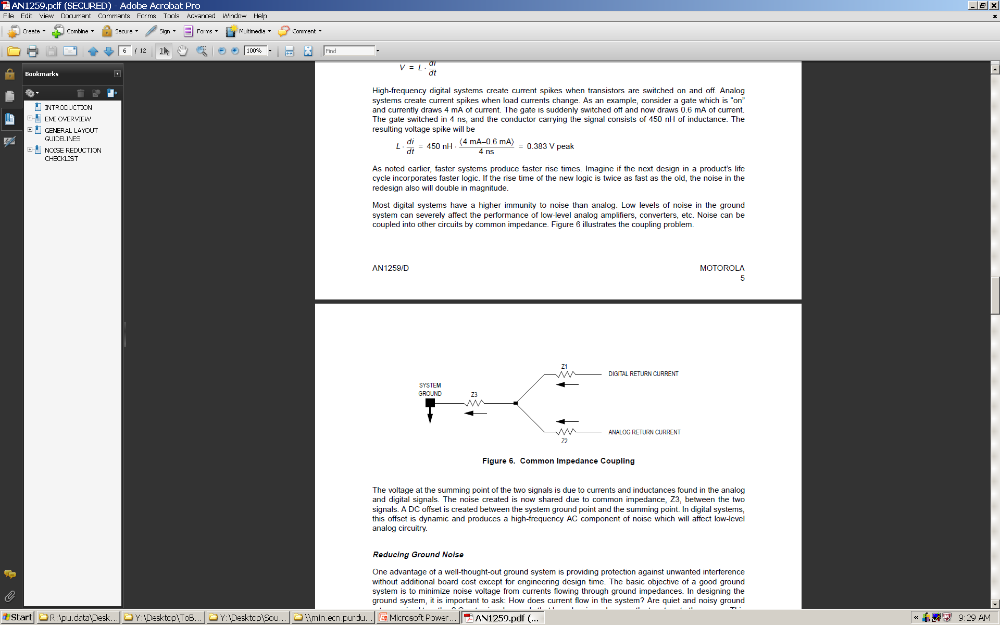 AN1259.pdf (SECURED) - Adobe Acrobat Pro
File Edit View Document Comments Forms Tools Advanced Window Help
Create Combine Secure Sign Forms Multimedia Comment
6 / 12 100% Find
Bookmarks
INTRODUCTION
EMI OVERVIEW
GENERAL LAYOUT
GUIDELINES
NOISE REDUCTION
CHECKLIST
V = L · di/dt
High-frequency digital systems create current spikes when transistors are switched on and off. Analog
systems create current spikes when load currents change. As an example, consider a gate which is “on”
and currently draws 4 mA of current. The gate is suddenly switched off and now draws 0.6 mA of current.
The gate switched in 4 ns, and the conductor carrying the signal consists of 450 nH of inductance. The
resulting voltage spike will be
L · di/dt = 450 nH · (4 mA–0.6 mA)/4 ns = 0.383 V peak
As noted earlier, faster systems produce faster rise times. Imagine if the next design in a product’s life
cycle incorporates faster logic. If the rise time of the new logic is twice as fast as the old, the noise in the
redesign also will double in magnitude.
Most digital systems have a higher immunity to noise than analog. Low levels of noise in the ground
system can severely affect the performance of low-level analog amplifiers, converters, etc. Noise can be
coupled into other circuits by common impedance. Figure 6 illustrates the coupling problem.
AN1259/D MOTOROLA
5
Z1
DIGITAL RETURN CURRENT
SYSTEM
GROUND
Z3
ANALOG RETURN CURRENT
Z2
Figure 6. Common Impedance Coupling
The voltage at the summing point of the two signals is due to currents and inductances found in the analog
and digital signals. The noise created is now shared due to common impedance, Z3, between the two
signals. A DC offset is created between the system ground point and the summing point. In digital systems,
this offset is dynamic and produces a high-frequency AC component of noise which will affect low-level
analog circuitry.
Reducing Ground Noise
One advantage of a well-thought-out ground system is providing protection against unwanted interference
without additional board cost except for engineering design time. The basic objective of a good ground
system is to minimize noise voltage from currents flowing through ground impedances. In designing the
ground system, it is important to ask: How does current flow in the system? Are quiet and noisy ground
Start R:\pu.data\Desk... Y:\Desktop\ToB... Y:\Desktop\Sou... \\min.ecn.purdu... Microsoft Power... AN1259.pdf (... « 9:29 AM